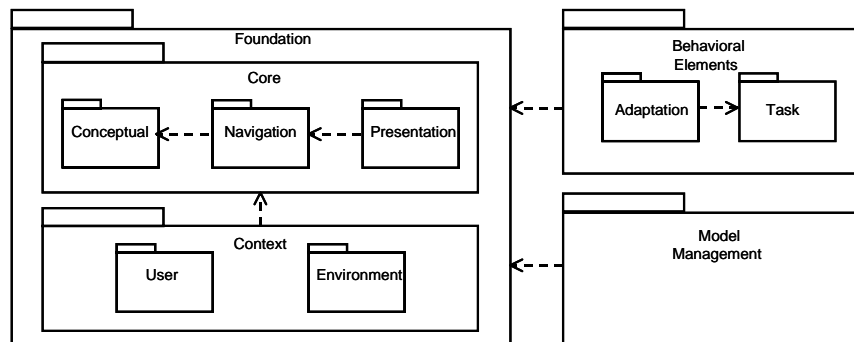 Foundation
Core
Conceptual
Navigation
Presentation
Context
User
Environment
Behavioral
Elements
Adaptation
Task
Model
Management